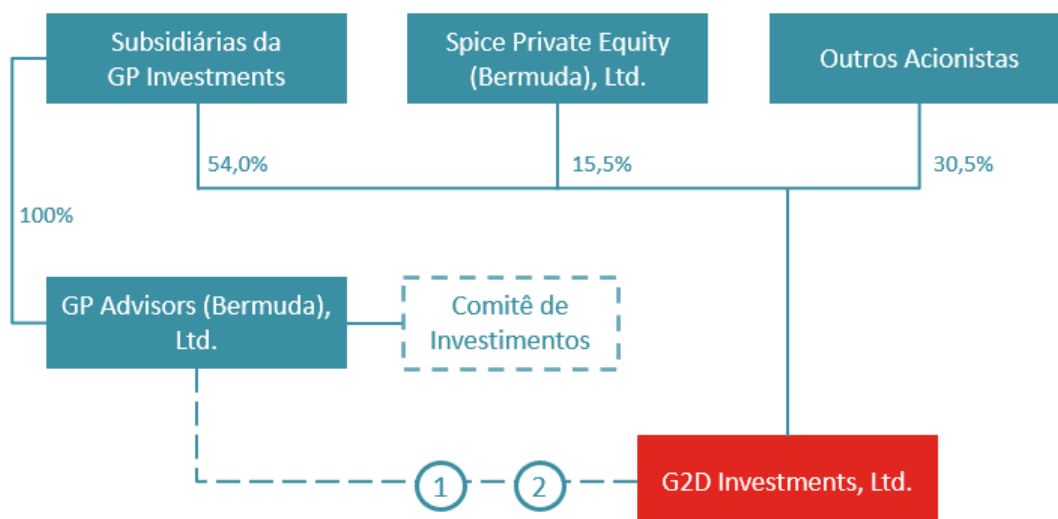 Subsidiárias da
GP Investments
Spice Private Equity
(Bermuda), Ltd.
Outros Acionistas
54,0%
15,5%
30,5%
100%
GP Advisors (Bermuda),
Ltd.
Comitê de
Investimentos
1
2
G2D Investments, Ltd.